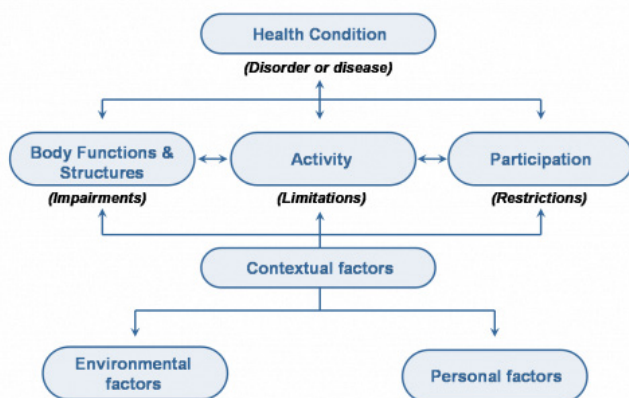 Health Condition
(Disorder or disease)
Body Functions &
Structures
Activity
Participation
(Impairments)
(Limitations)
(Restrictions)
Contextual factors
Environmental
factors
Personal factors